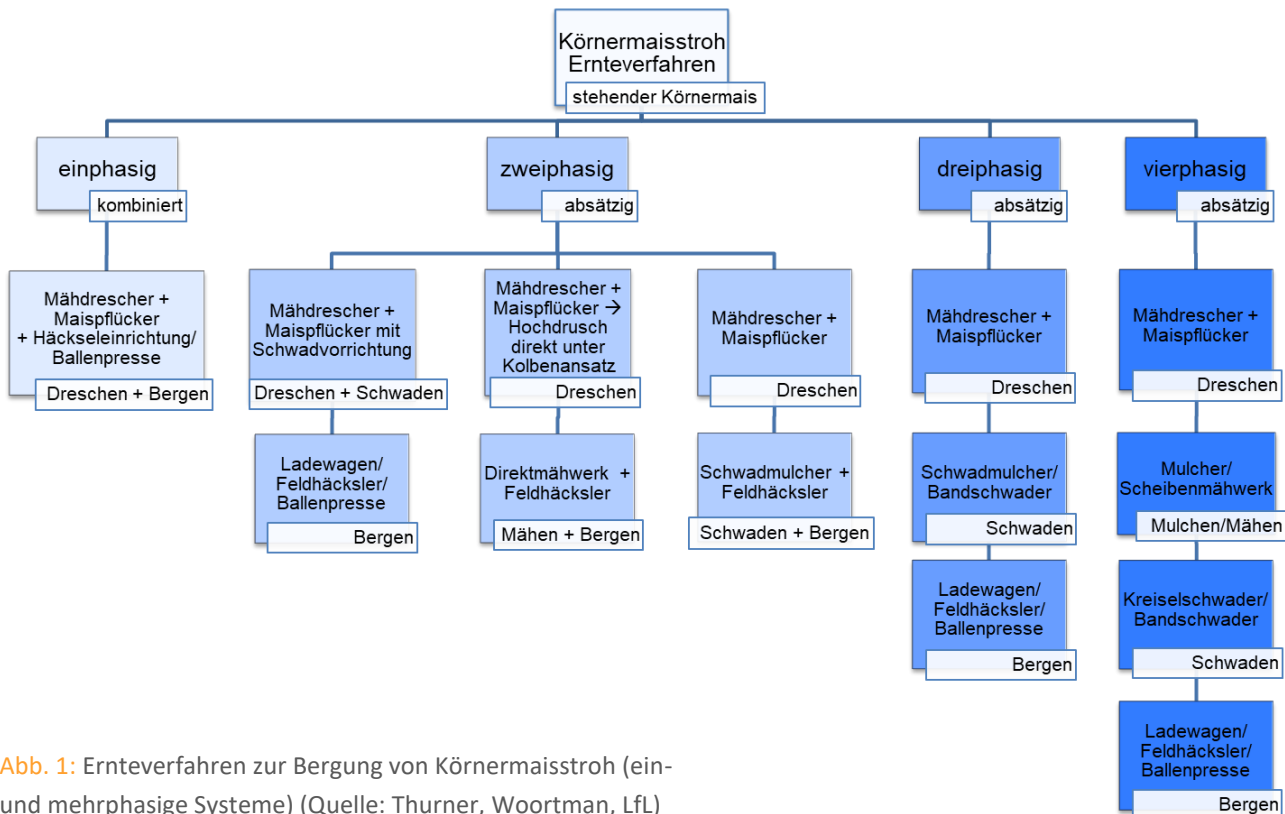 Körnermaisstroh
Ernteverfahren
stehender Körnermais
einphasig
kombiniert
Mähdrescher +
Maispflücker
+ Häckseleinrichtung/
Ballenpresse
Dreschen + Bergen
zweiphasig
absätzig
Mähdrescher +
Maispflücker mit
Schwadvorrichtung
Dreschen + Schwaden
Ladewagen/
Feldhäcksler/
Ballenpresse
Bergen
Mähdrescher +
Maispflücker →
Hochdrusch
direkt unter
Kolbenansatz
Dreschen
Direktmähwerk +
Feldhäcksler
Mähen + Bergen
Mähdrescher +
Maispflücker
Dreschen
Schwadmulcher +
Feldhäcksler
Schwaden + Bergen
dreiphasig
absätzig
Mähdrescher +
Maispflücker
Dreschen
Schwadmulcher/
Bandschwader
Schwaden
Ladewagen/
Feldhäcksler/
Ballenpresse
Bergen
vierphasig
absätzig
Mähdrescher +
Maispflücker
Dreschen
Mulcher/
Scheibenmähwerk
Mulchen/Mähen
Kreiselschwader/
Bandschwader
Schwaden
Ladewagen/
Feldhäcksler/
Ballenpresse
Bergen
Abb. 1: Ernteverfahren zur Bergung von Körnermaisstroh (ein-
und mehrphasige Systeme) (Quelle: Thurner, Woortman, LfL)